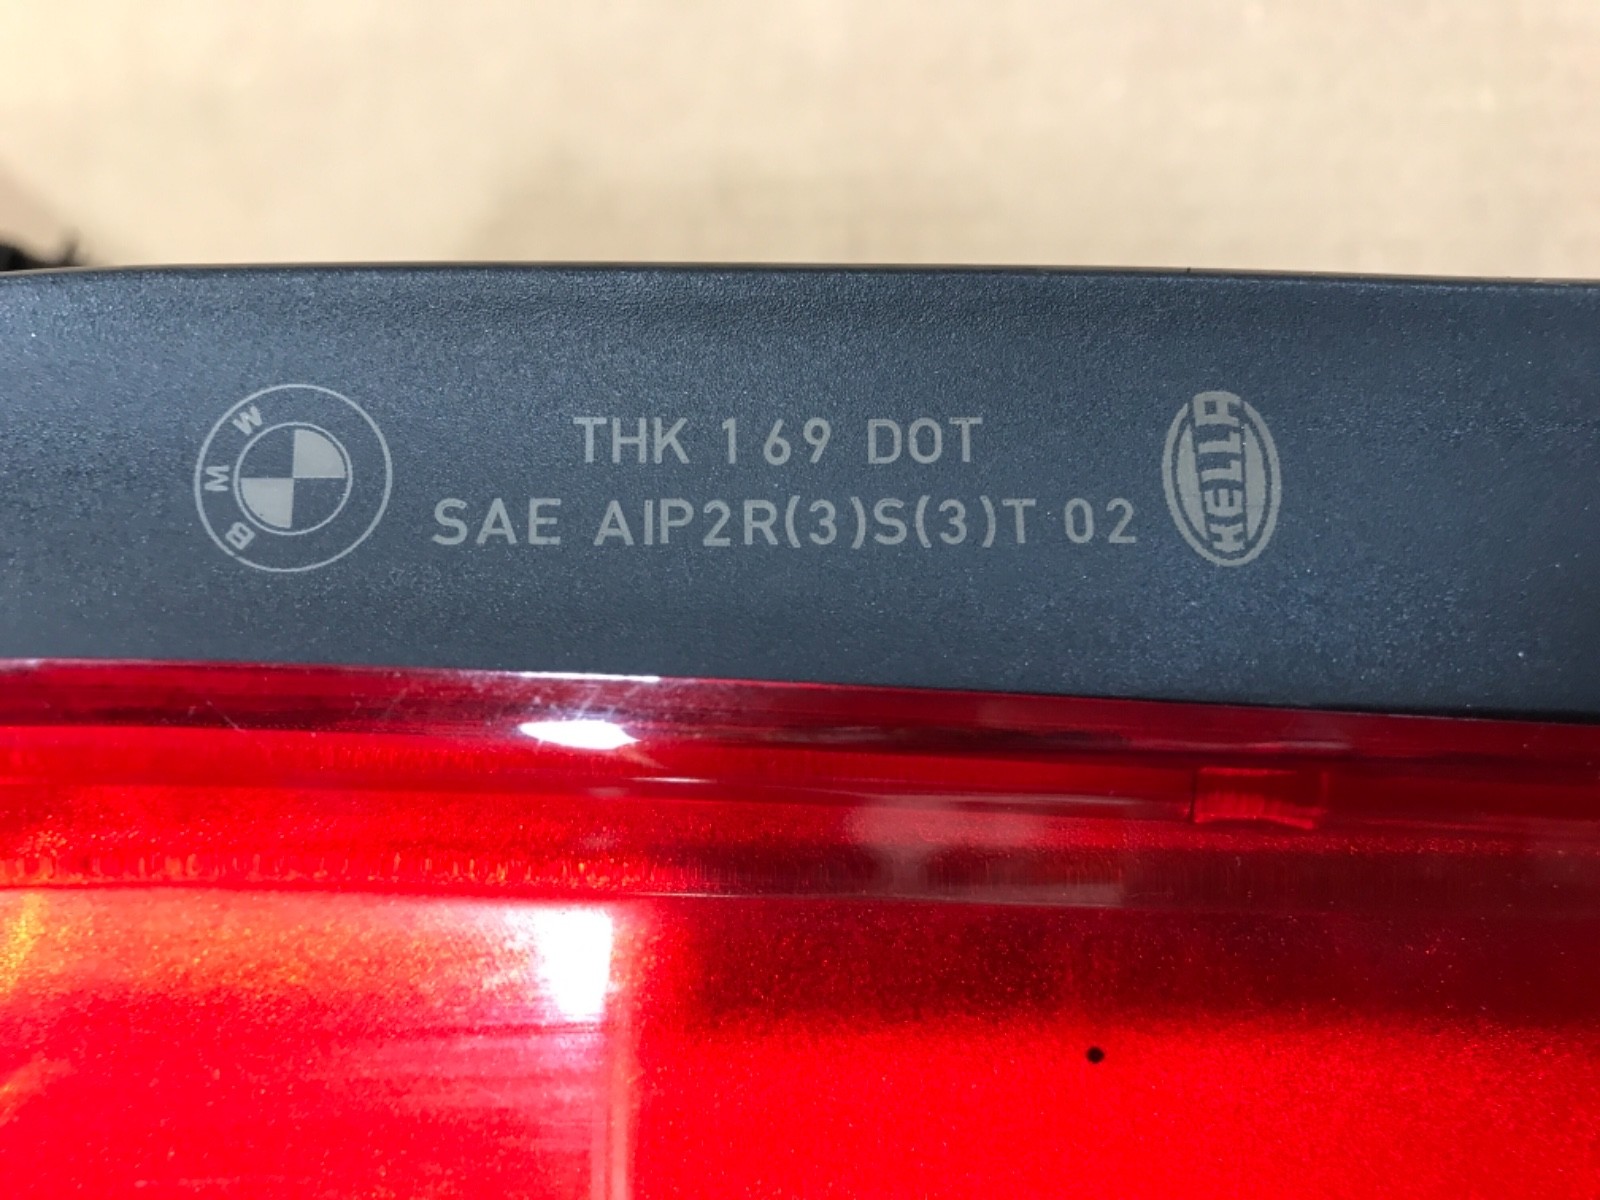 BMW
THK 169 DOT
SAE AIP2R(3)S(3)T 02
HELLA